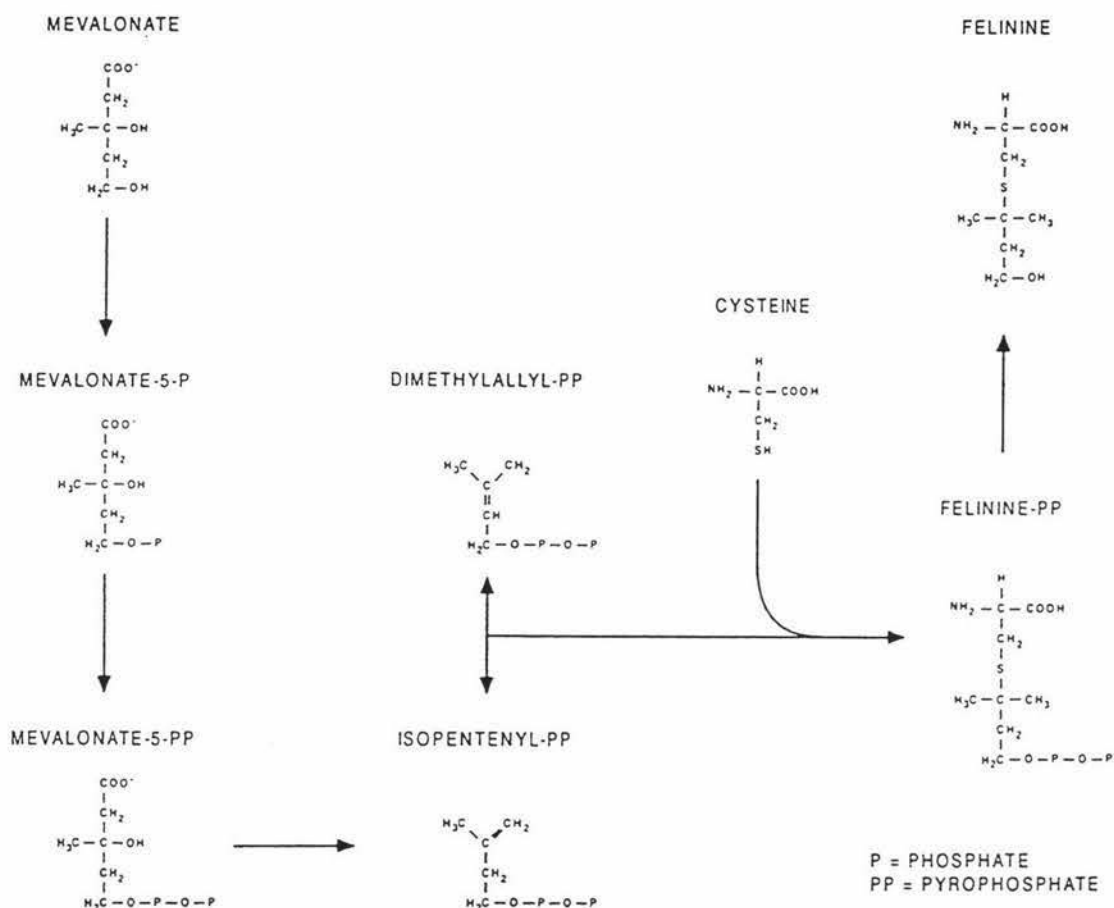 MEVALONATE
COO⁻
CH₂
H₃C—C—OH
CH₂
H₂C—OH
MEVALONATE-5-P
COO⁻
CH₂
H₃C—C—OH
CH₂
H₂C—O—P
MEVALONATE-5-PP
COO⁻
CH₂
H₃C—C—OH
CH₂
H₂C—O—P—O—P
DIMETHYLALLYL-PP
H₃C CH₂
C
CH
H₂C—O—P—O—P
ISOPENTENYL-PP
H₃C CH₂
C
CH₂
H₂C—O—P—O—P
CYSTEINE
H
NH₂—C—COOH
CH₂
SH
FELININE
H
NH₂—C—COOH
CH₂
S
H₃C—C—CH₃
CH₂
H₂C—OH
FELININE-PP
H
NH₂—C—COOH
CH₂
S
H₃C—C—CH₃
CH₂
H₂C—O—P—O—P
P = PHOSPHATE
PP = PYROPHOSPHATE